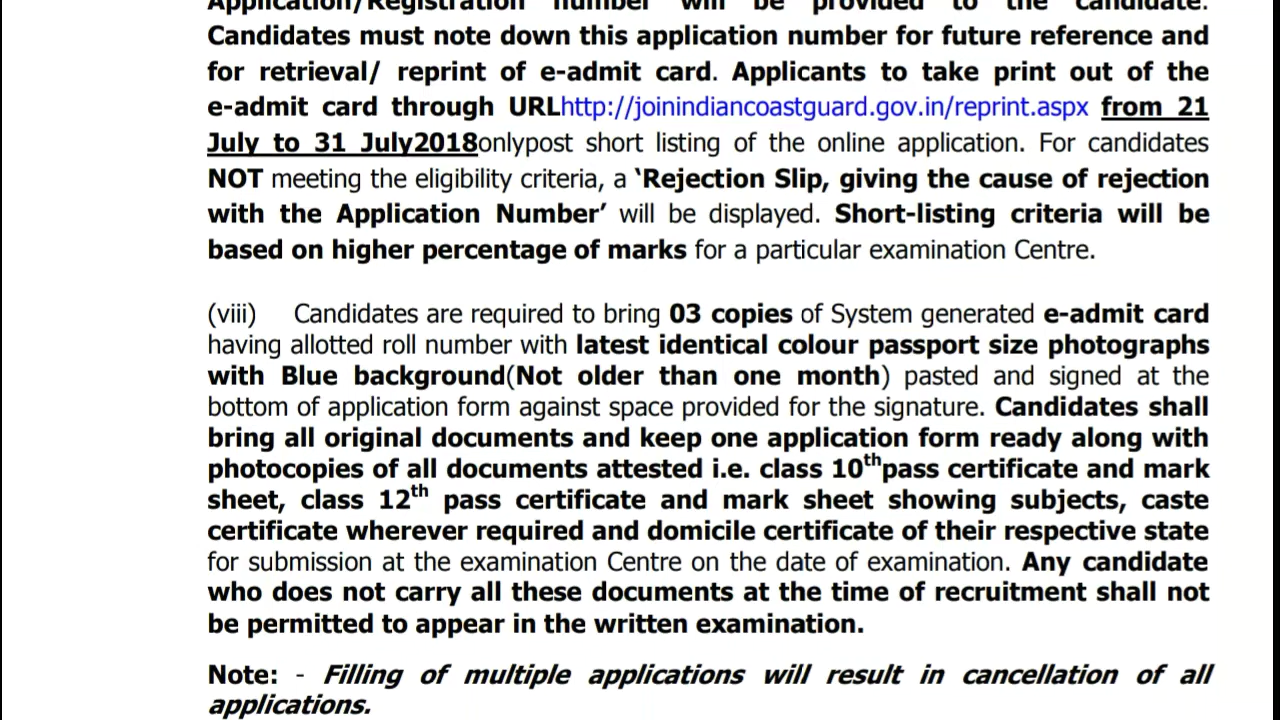 Application/Registration number will be provided to the candidate.
Candidates must note down this application number for future reference and
for retrieval/ reprint of e-admit card. Applicants to take print out of the
e-admit card through URLhttp://joinindiancoastguard.gov.in/reprint.aspx from 21
July to 31 July2018onlypost short listing of the online application. For candidates
NOT meeting the eligibility criteria, a ‘Rejection Slip, giving the cause of rejection
with the Application Number’ will be displayed. Short-listing criteria will be
based on higher percentage of marks for a particular examination Centre.
(viii) Candidates are required to bring 03 copies of System generated e-admit card
having allotted roll number with latest identical colour passport size photographs
with Blue background(Not older than one month) pasted and signed at the
bottom of application form against space provided for the signature. Candidates shall
bring all original documents and keep one application form ready along with
photocopies of all documents attested i.e. class 10thpass certificate and mark
sheet, class 12th pass certificate and mark sheet showing subjects, caste
certificate wherever required and domicile certificate of their respective state
for submission at the examination Centre on the date of examination. Any candidate
who does not carry all these documents at the time of recruitment shall not
be permitted to appear in the written examination.
Note: - Filling of multiple applications will result in cancellation of all
applications.